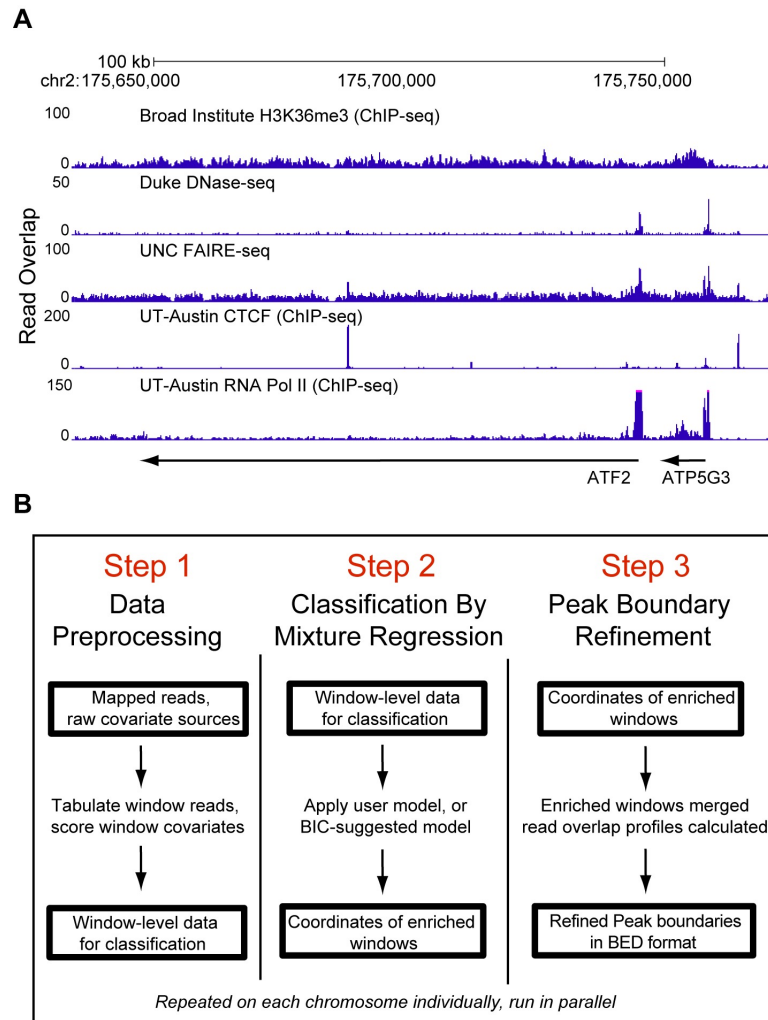 A
100 kb
chr2:175,650,000 175,700,000 175,750,000
Read Overlap
100
Broad Institute H3K36me3 (ChIP-seq)
0
50
Duke DNase-seq
0
100
UNC FAIRE-seq
0
200
UT-Austin CTCF (ChIP-seq)
0
150
UT-Austin RNA Pol II (ChIP-seq)
0
ATF2 ATP5G3
B
Step 1
Data
Preprocessing
Mapped reads,
raw covariate sources
Tabulate window reads,
score window covariates
Window-level data
for classification
Step 2
Classification By
Mixture Regression
Window-level data
for classification
Apply user model, or
BIC-suggested model
Coordinates of enriched
windows
Step 3
Peak Boundary
Refinement
Coordinates of enriched
windows
Enriched windows merged
read overlap profiles calculated
Refined Peak boundaries
in BED format
Repeated on each chromosome individually, run in parallel